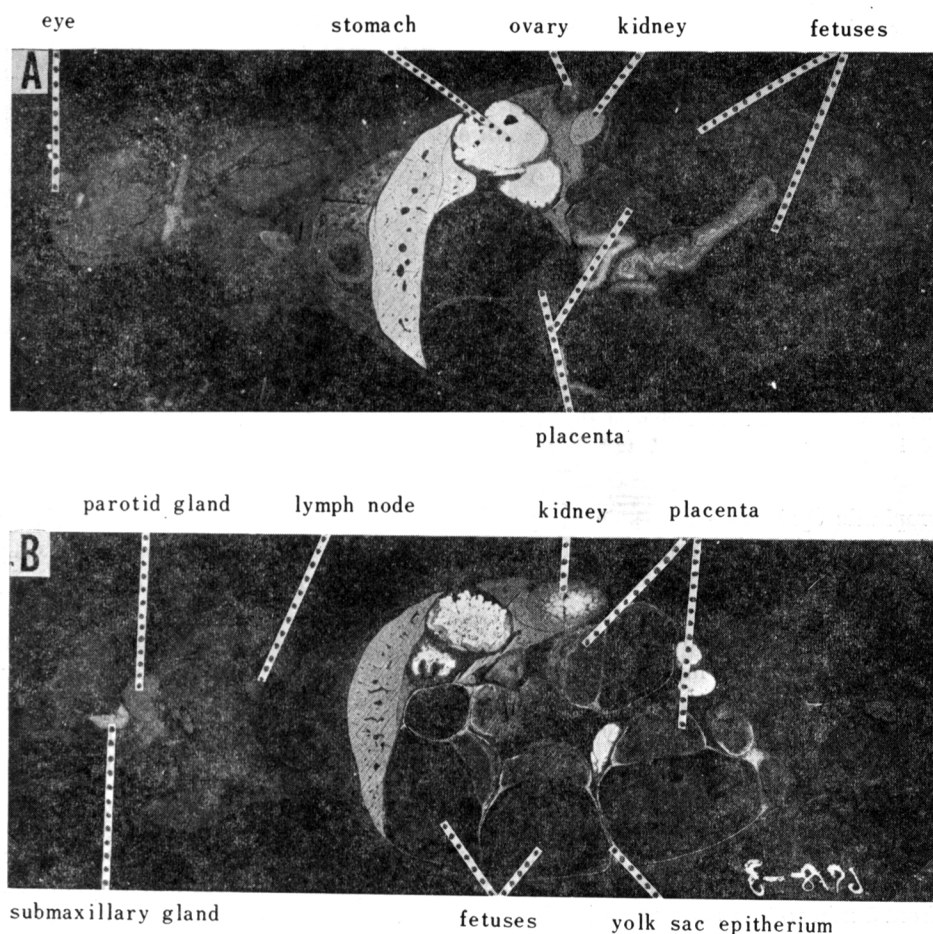 eye stomach ovary kidney fetuses
A
placenta
parotid gland lymph node kidney placenta
B
submaxillary gland fetuses yolk sac epitherium